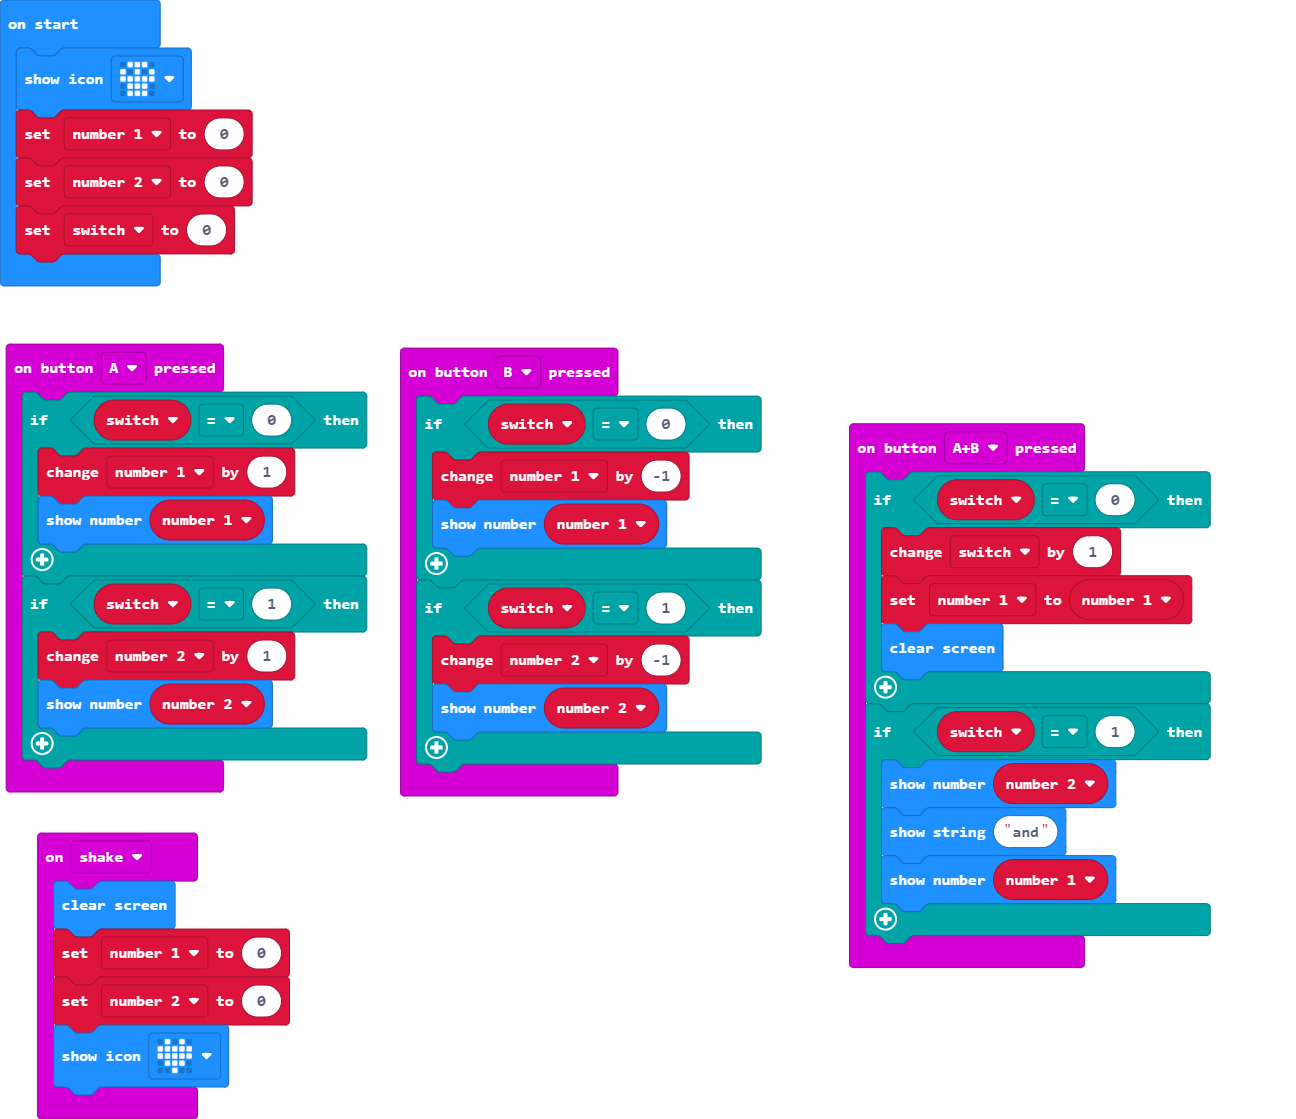 on start
show icon
set number 1 to 0
set number 2 to 0
set switch to 0
on button A pressed
if switch = 0 then
change number 1 by 1
show number number 1
if switch = 1 then
change number 2 by 1
show number number 2
on button B pressed
if switch = 0 then
change number 1 by -1
show number number 1
if switch = 1 then
change number 2 by -1
show number number 2
on button A+B pressed
if switch = 0 then
change switch by 1
set number 1 to number 1
clear screen
if switch = 1 then
show number number 2
show string "and"
show number number 1
on shake
clear screen
set number 1 to 0
set number 2 to 0
show icon